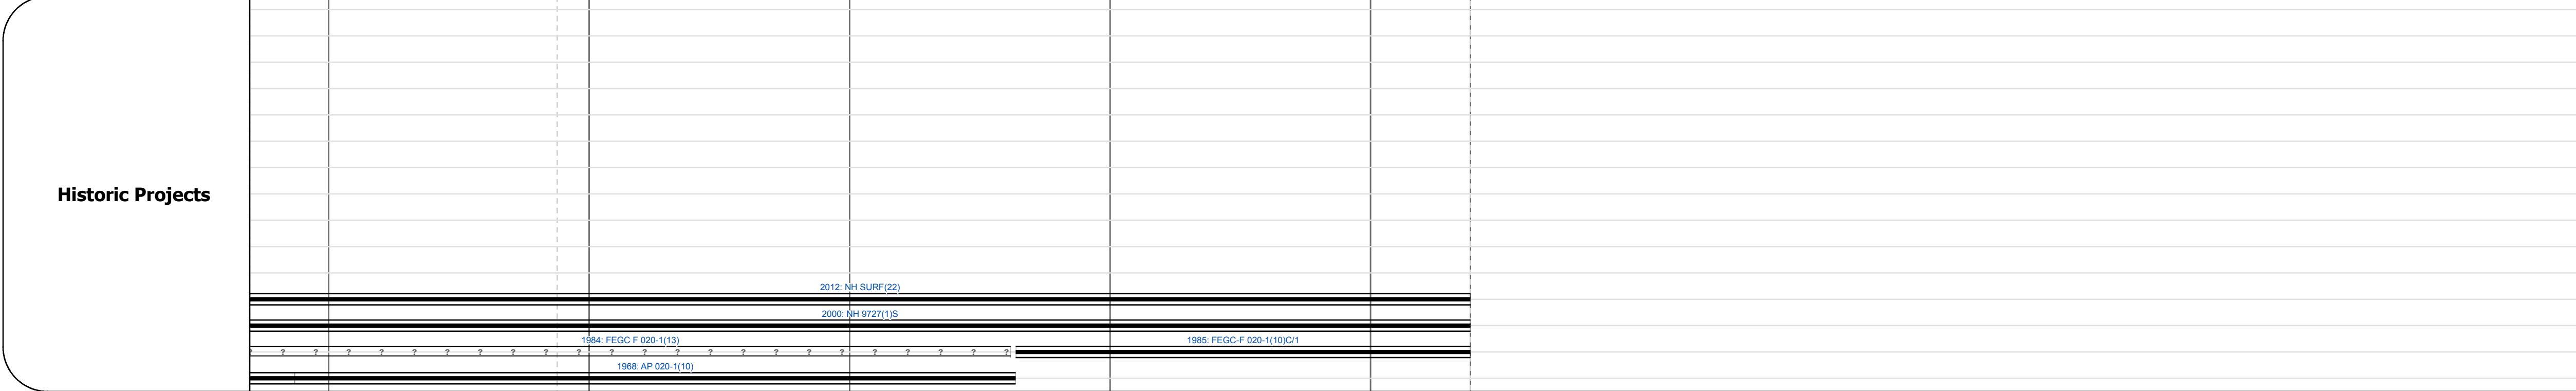 Historic Projects
2012: NH SURF(22)
2000: NH 9727(1)S
1984: FEGC F 020-1(13)
1985: FEGC-F 020-1(10)C/1
? ? ? ? ? ? ? ? ? ? ? ? ? ? ? ? ? ? ? ? ? ? ? ?
1968: AP 020-1(10)